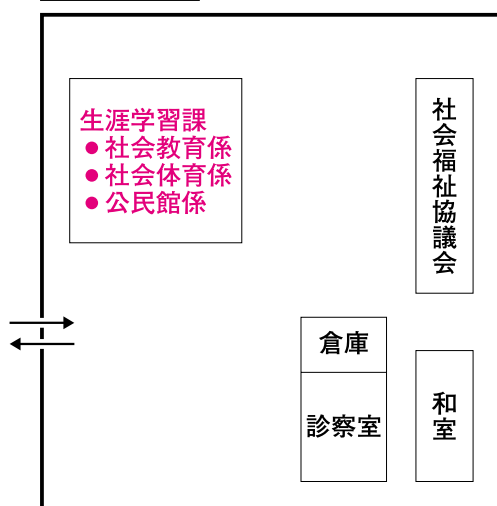 生涯学習課
●社会教育係
●社会体育係
●公民館係
社会福祉協議会
倉庫
診察室
和室